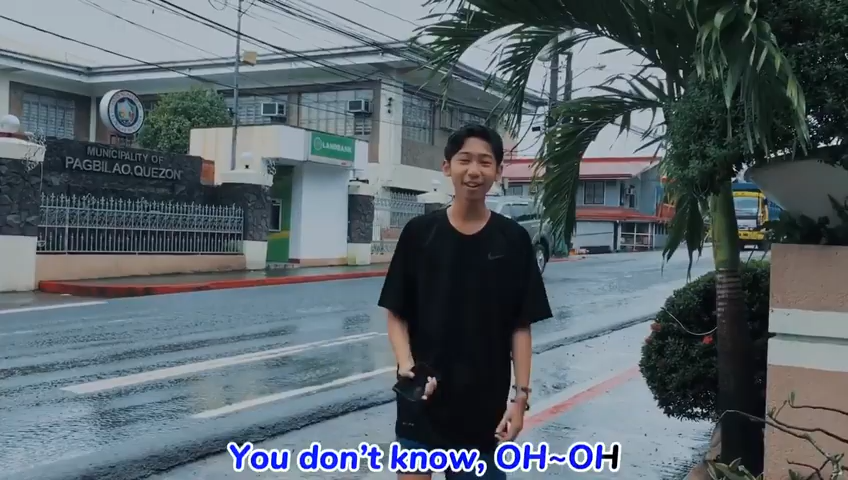 MUNICIPALITY OF
PAGBILAO, QUEZON
LANDBANK
You don't know, OH~OH